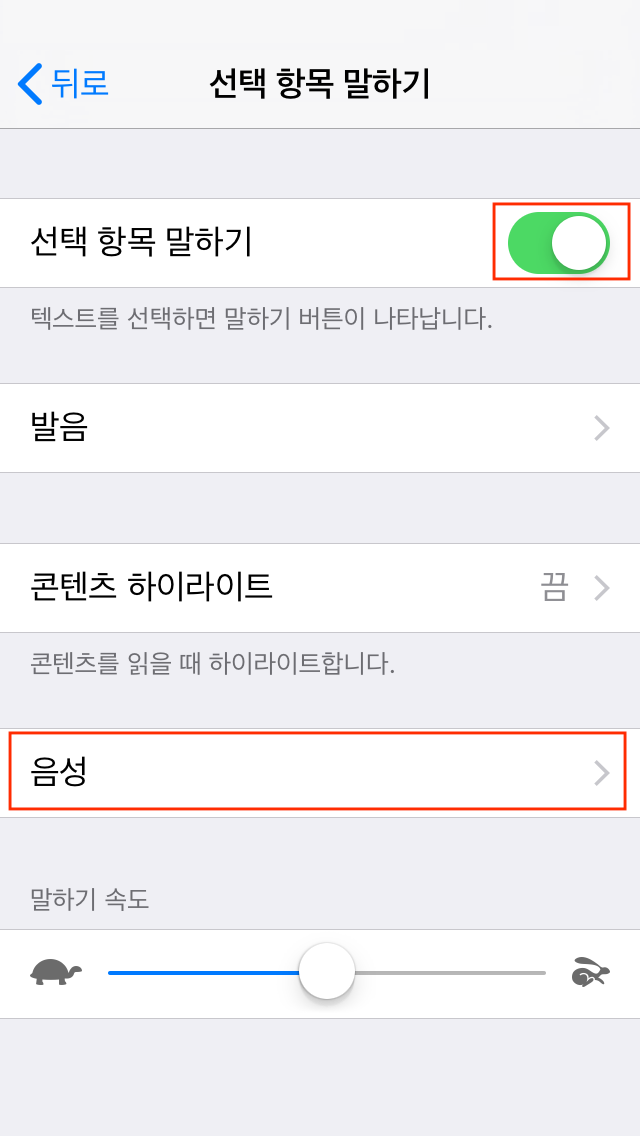 뒤로
선택 항목 말하기
선택 항목 말하기
텍스트를 선택하면 말하기 버튼이 나타납니다.
발음
콘텐츠 하이라이트 끔
콘텐츠를 읽을 때 하이라이트합니다.
음성
말하기 속도